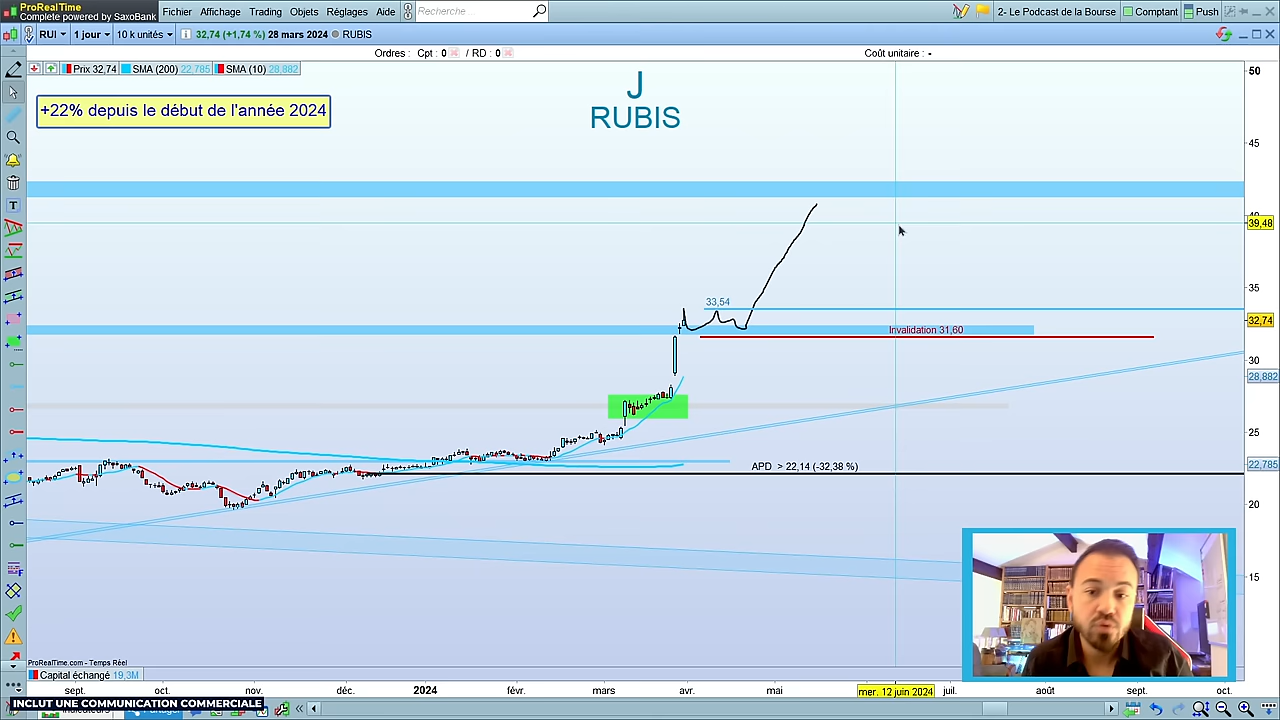 ProRealTime
Complete powered by SaxoBank
Fichier Affichage Trading Objets Réglages Aide
Recherche
2- Le Podcast de la Bourse
Comptant
Push
RUI
1 jour
10 k unités
32,74 (+1,74 %) 28 mars 2024
RUBIS
Ordres : Cpt : 0 / RD : 0
Coût unitaire : -
Prix 32,74
SMA (200) 22,785
SMA (10) 28,882
+22% depuis le début de l'année 2024
J
RUBIS
50
45
40
39,48
35
33,54
32,74
Invalidation 31,60
30
28,882
25
APD > 22,14 (-32,38 %)
22,785
20
15
ProRealTime.com - Temps Réel
Capital échangé 19,3M
sept. oct. nov. déc. 2024 févr. mars avr. mai mer. 12 juin 2024 juil. août sept. oct.
INCLUT UNE COMMUNICATION COMMERCIALE